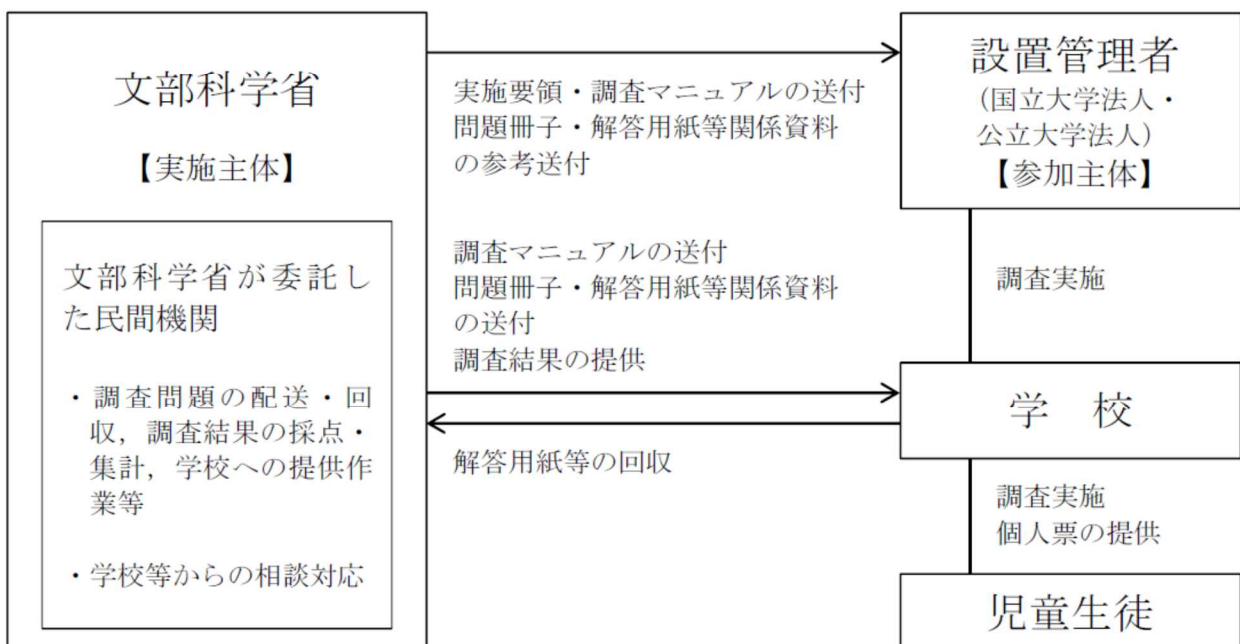 文部科学省
【実施主体】
文部科学省が委託し
た民間機関
・調査問題の配送・回
収，調査結果の採点・
集計，学校への提供作
業等
・学校等からの相談対応
実施要領・調査マニュアルの送付
問題冊子・解答用紙等関係資料
の参考送付
調査マニュアルの送付
問題冊子・解答用紙等関係資料
の送付
調査結果の提供
解答用紙等の回収
設置管理者
（国立大学法人・
公立大学法人）
【参加主体】
調査実施
学　校
調査実施
個人票の提供
児童生徒